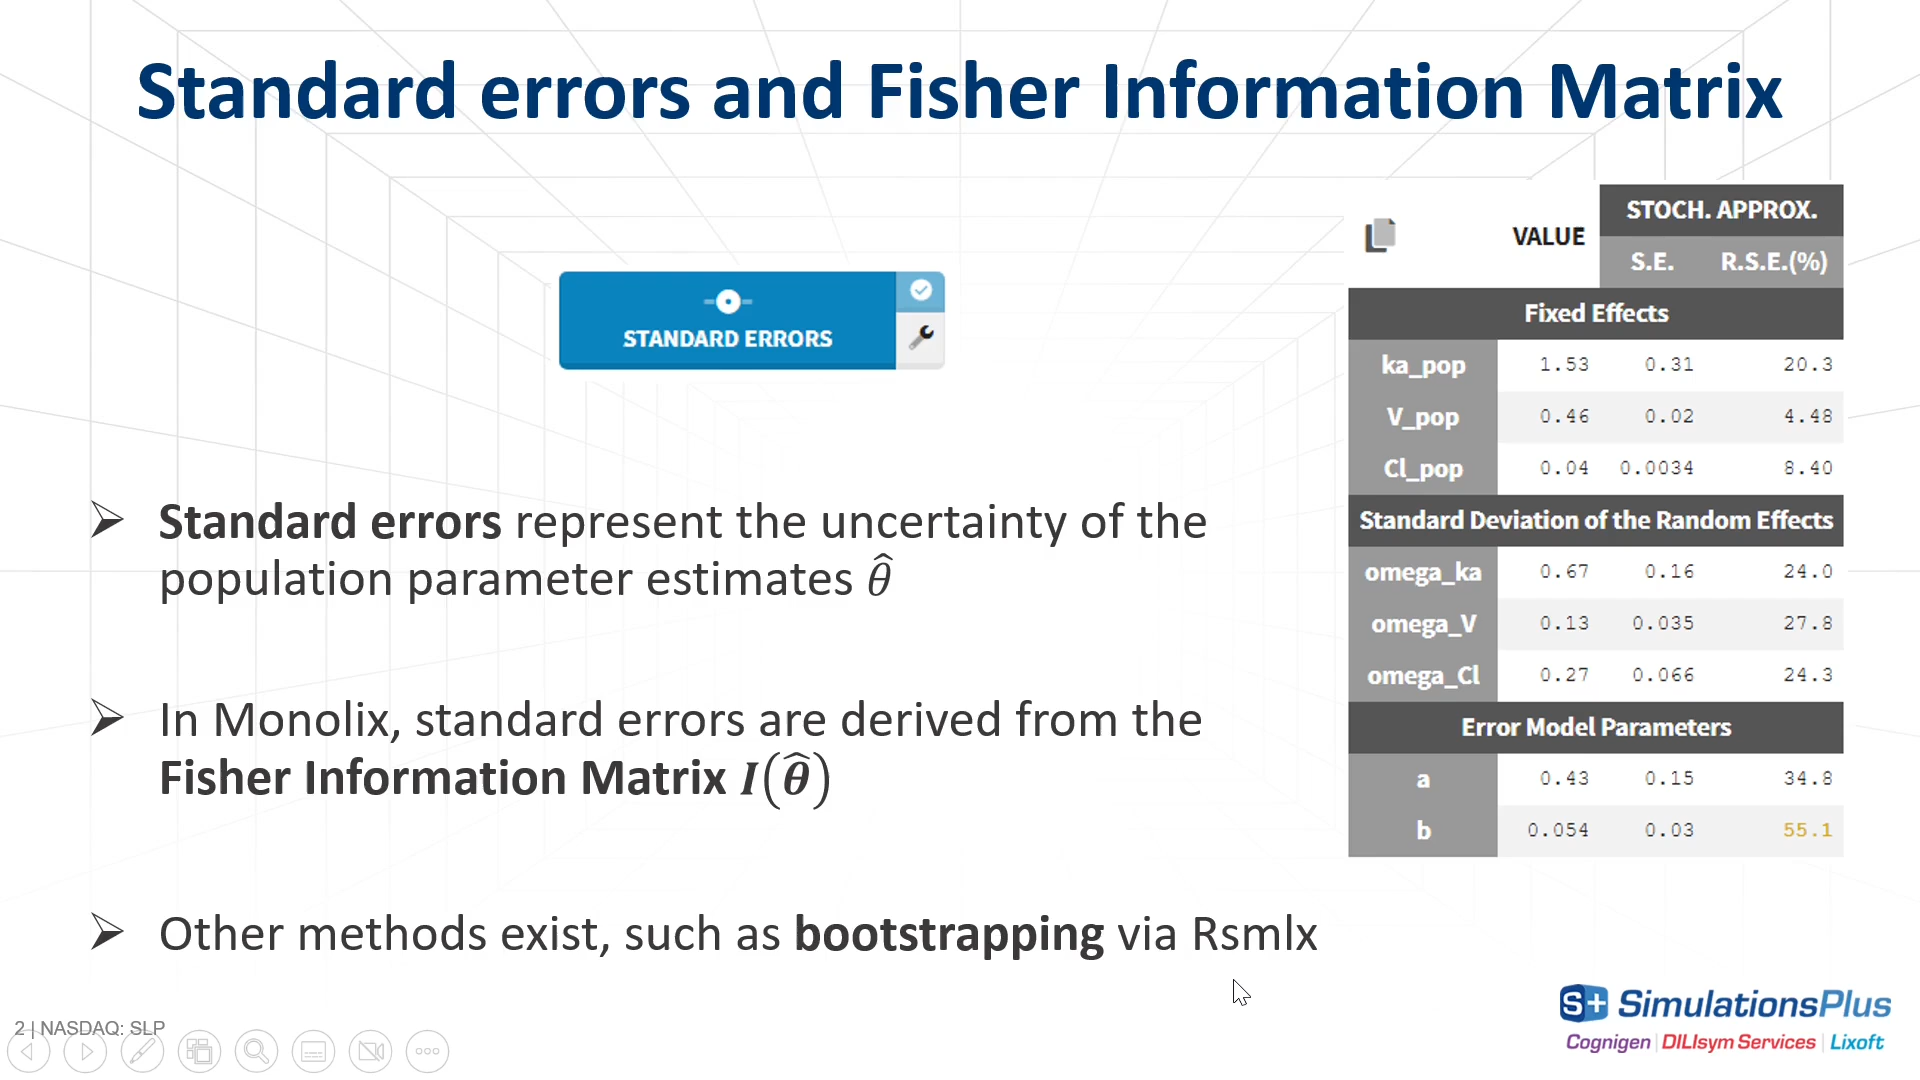 Standard errors and Fisher Information Matrix
STANDARD ERRORS
➢ Standard errors represent the uncertainty of the
population parameter estimates θ̂
➢ In Monolix, standard errors are derived from the
Fisher Information Matrix I(θ̂)
➢ Other methods exist, such as bootstrapping via Rsmlx
STOCH. APPROX.
VALUE S.E. R.S.E.(%)
Fixed Effects
ka_pop 1.53 0.31 20.3
V_pop 0.46 0.02 4.48
Cl_pop 0.04 0.0034 8.40
Standard Deviation of the Random Effects
omega_ka 0.67 0.16 24.0
omega_V 0.13 0.035 27.8
omega_Cl 0.27 0.066 24.3
Error Model Parameters
a 0.43 0.15 34.8
b 0.054 0.03 55.1
S+ SimulationsPlus
Cognigen | DILIsym Services | Lixoft
2 | NASDAQ: SLP